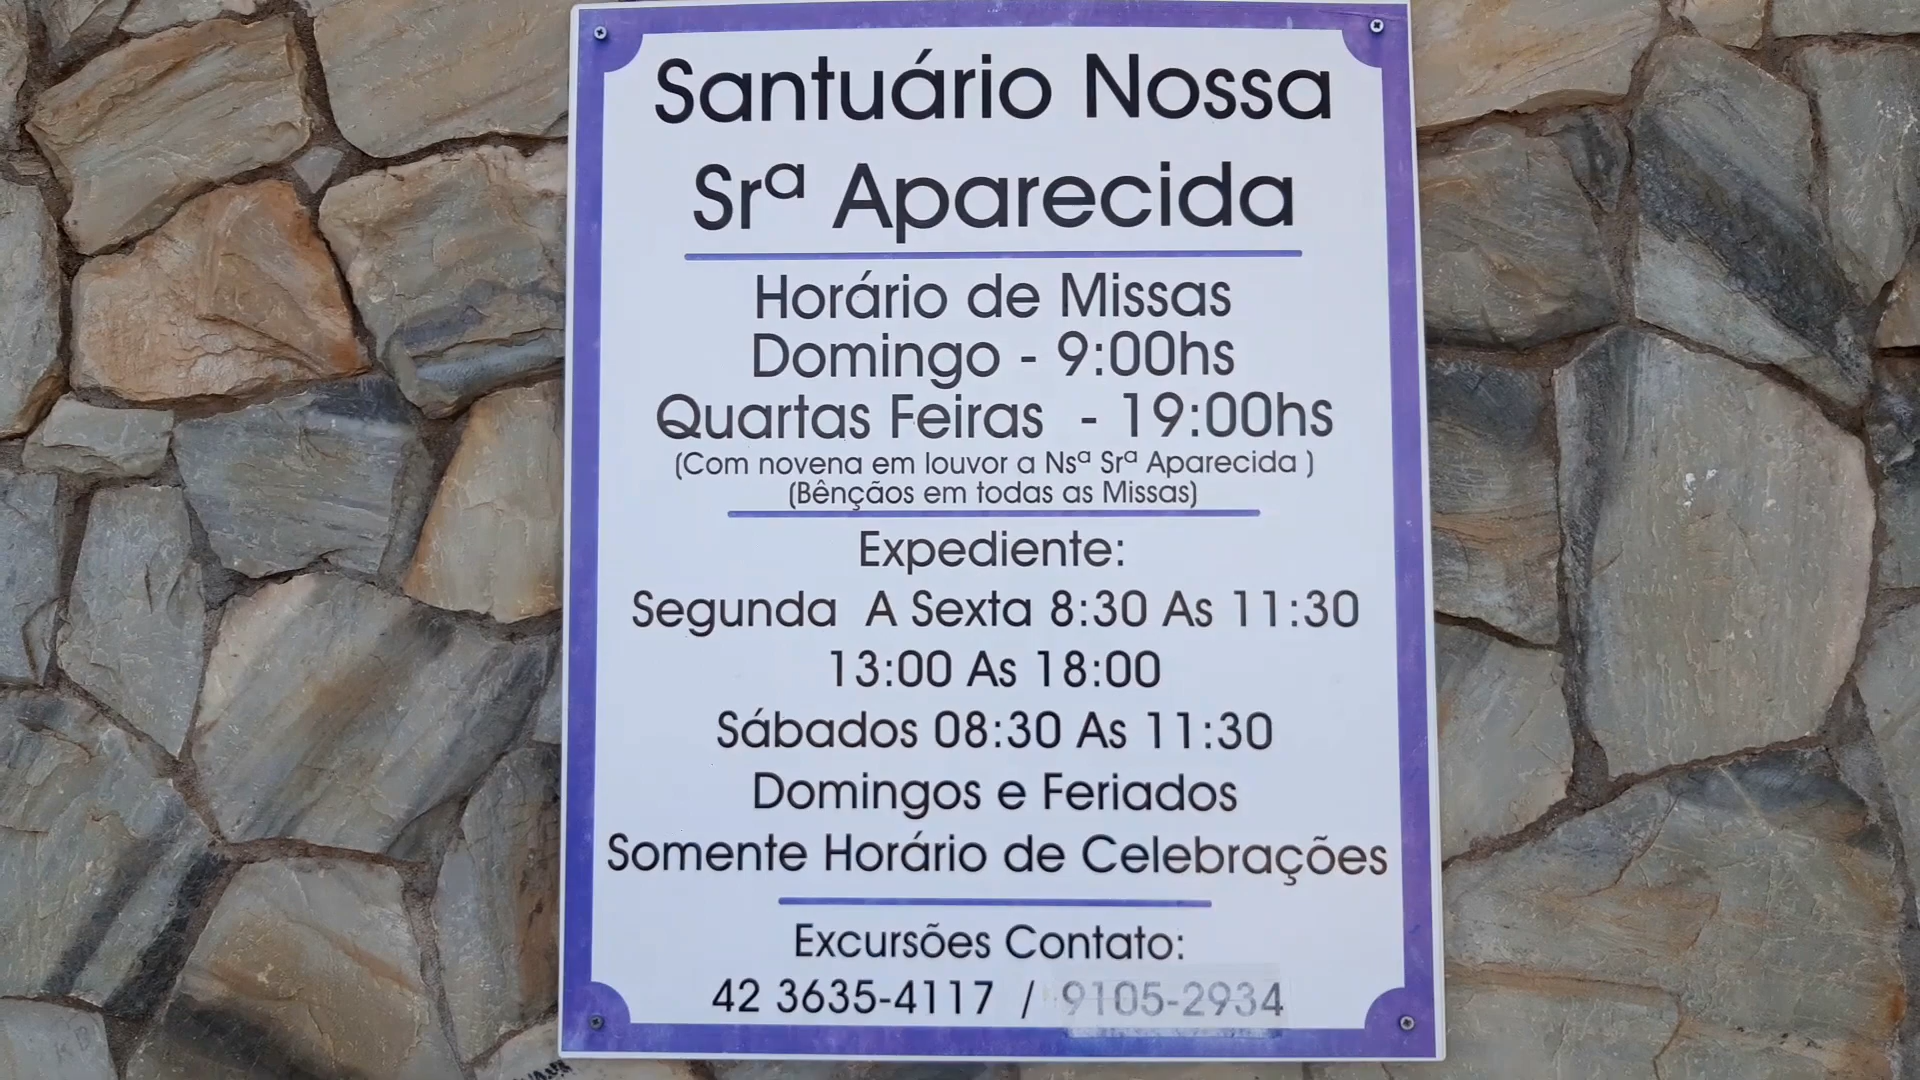 Santuário Nossa
Srª Aparecida
Horário de Missas
Domingo - 9:00hs
Quartas Feiras - 19:00hs
(Com novena em louvor a Nsª Srª Aparecida )
(Bênçãos em todas as Missas)
Expediente:
Segunda A Sexta 8:30 As 11:30
13:00 As 18:00
Sábados 08:30 As 11:30
Domingos e Feriados
Somente Horário de Celebrações
Excursões Contato:
42 3635-4117 / 9105-2934